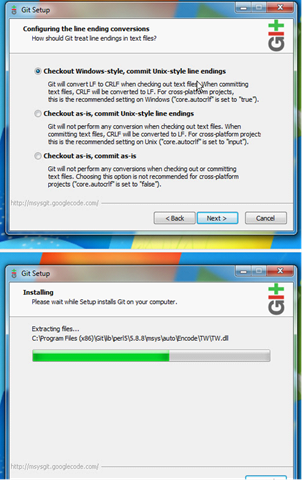 Git Setup
Configuring the line ending conversions
How should Git treat line endings in text files?
Git
Checkout Windows-style, commit Unix-style line endings
Git will convert LF to CRLF when checking out text files. When committing
text files, CRLF will be converted to LF. For cross-platform projects,
this is the recommended setting on Windows ("core.autocrlf" is set to "true").
Checkout as-is, commit Unix-style line endings
Git will not perform any conversion when checking out text files. When
committing text files, CRLF will be converted to LF. For cross-platform projects
this is the recommended setting on Unix ("core.autocrlf" is set to "input").
Checkout as-is, commit as-is
Git will not perform any conversions when checking out or committing
text files. Choosing this option is not recommended for cross-platform
projects ("core.autocrlf" is set to "false").
http://msysgit.googlecode.com/
< Back
Next >
Cancel
Git Setup
Installing
Please wait while Setup installs Git on your computer.
Git
Extracting files...
C:\Program Files (x86)\Git\lib\perl5\5.8.8\msys\auto\Encode\TW\TW.dll
http://msysgit.googlecode.com/